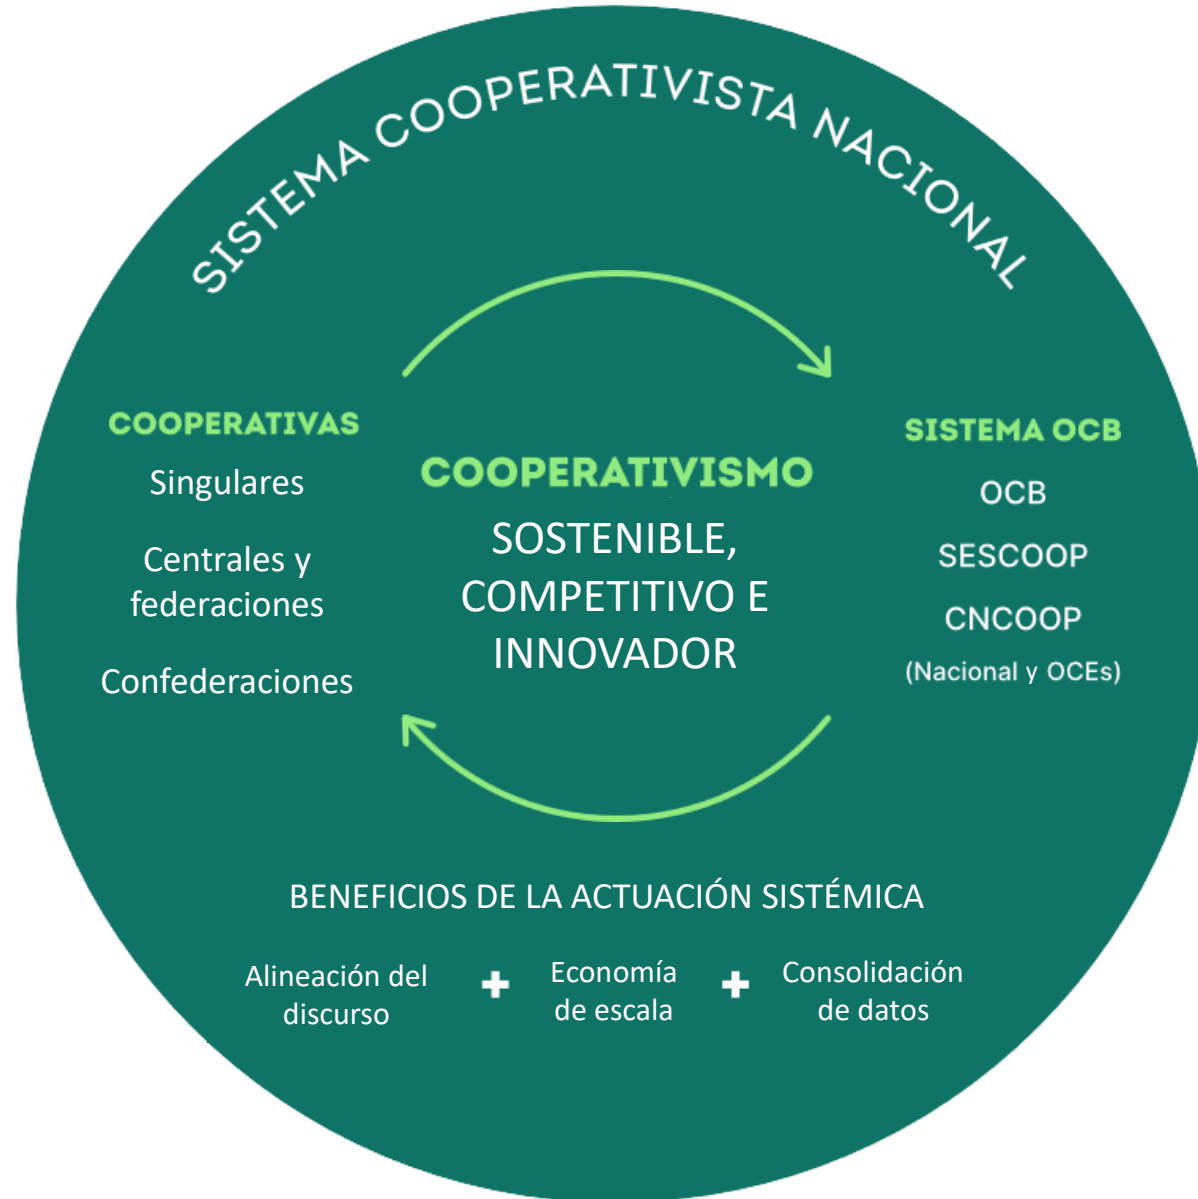 SISTEMA COOPERATIVISTA NACIONAL
COOPERATIVAS
Singulares
Centrales y
federaciones
Confederaciones
COOPERATIVISMO
SOSTENIBLE,
COMPETITIVO E
INNOVADOR
SISTEMA OCB
OCB
SESCOOP
CNCOOP
(Nacional y OCEs)
BENEFICIOS DE LA ACTUACIÓN SISTÉMICA
Alineación del
discurso
+
Economía
de escala
+
Consolidación
de datos